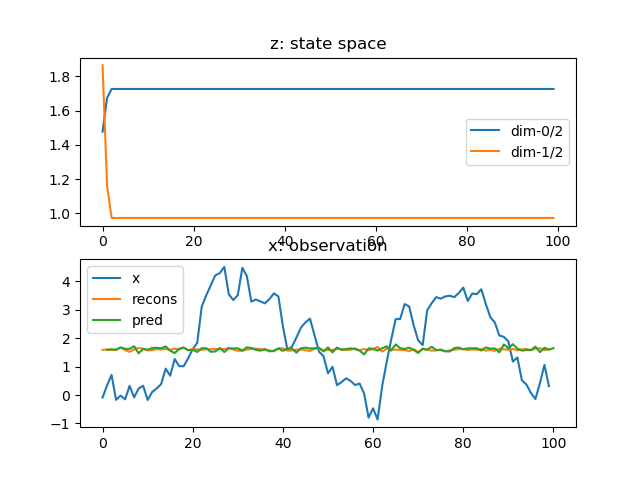 z: state space
1.8
1.6
1.4
1.2
1.0
dim-0/2
dim-1/2
0 20 40 60 80 100
x: observation
4
3
2
1
0
−1
x
recons
pred
0 20 40 60 80 100